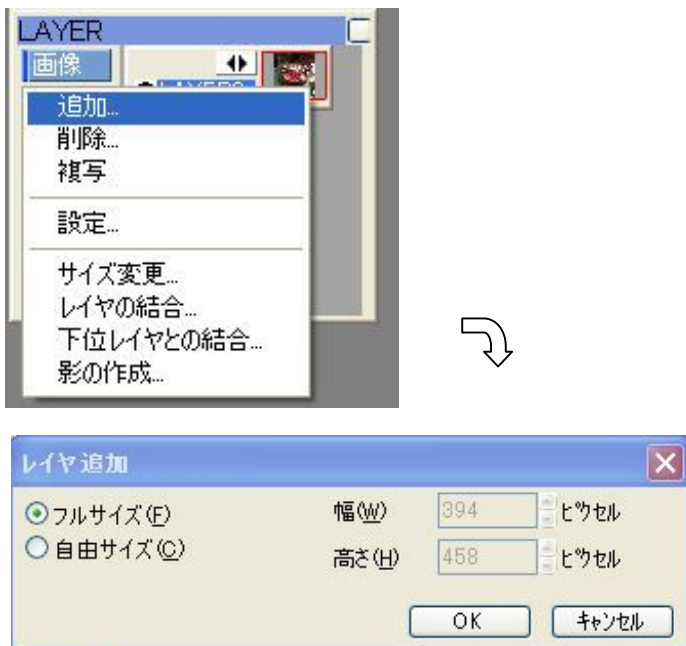 LAYER
画像
追加...
削除...
複写
設定...
サイズ変更...
レイヤの結合...
下位レイヤとの結合...
影の作成...
レイヤ追加
フルサイズ(F) 幅(W) 394 ピクセル
自由サイズ(C) 高さ(H) 458 ピクセル
OK キャンセル